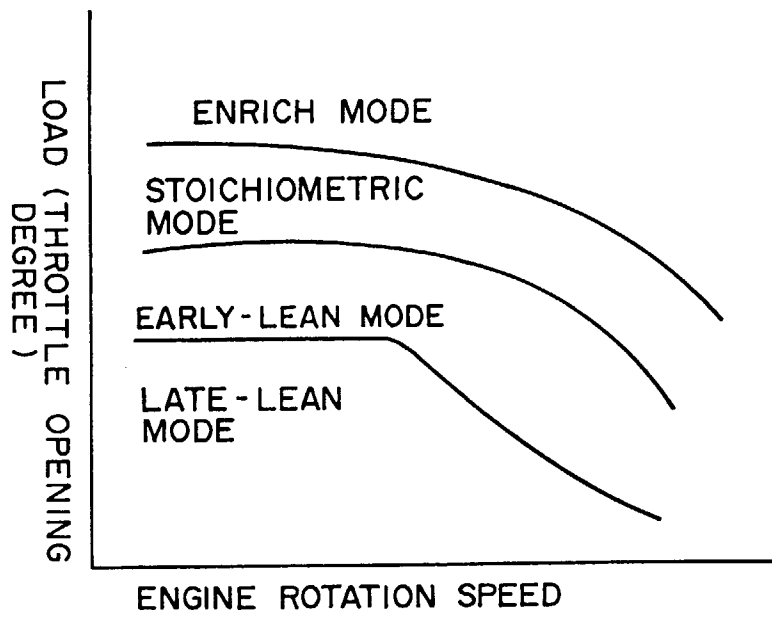 ENRICH MODE
STOICHIOMETRIC
MODE
EARLY-LEAN MODE
LATE-LEAN
MODE
LOAD (THROTTLE OPENING
DEGREE)
ENGINE ROTATION SPEED